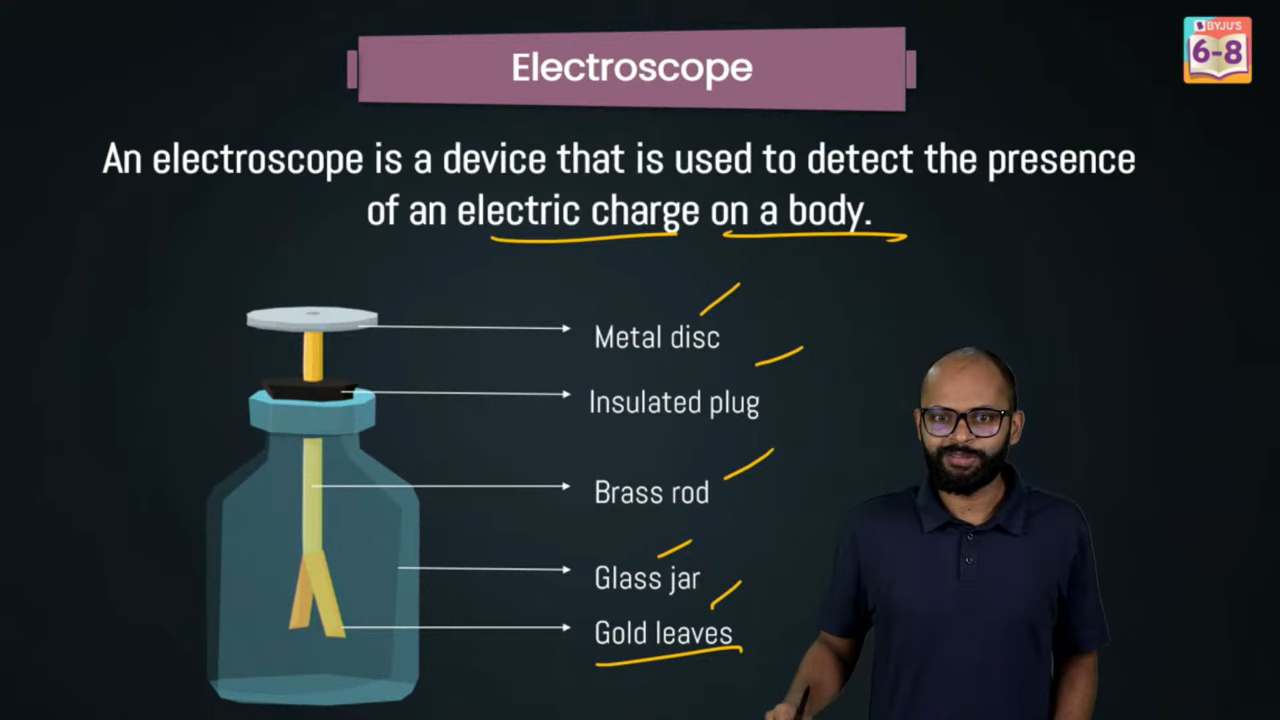 BYJU'S
6-8
Electroscope
An electroscope is a device that is used to detect the presence
of an electric charge on a body.
Metal disc
Insulated plug
Brass rod
Glass jar
Gold leaves